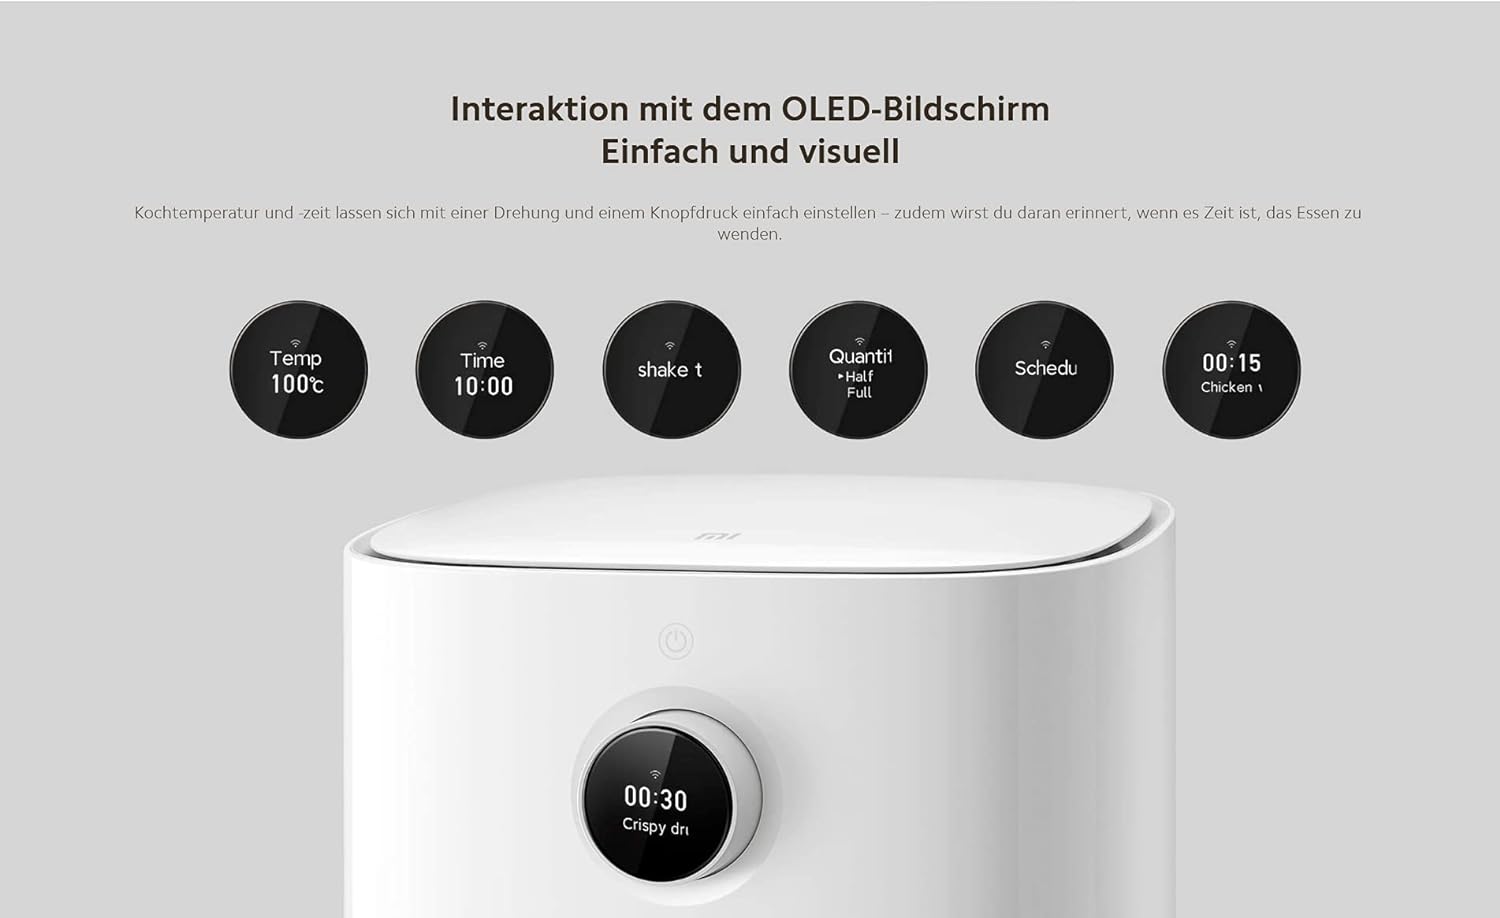 Interaktion mit dem OLED-Bildschirm
Einfach und visuell
Kochtemperatur und -zeit lassen sich mit einer Drehung und einem Knopfdruck einfach einstellen – zudem wirst du daran erinnert, wenn es Zeit ist, das Essen zu
wenden.
Temp
100℃
Time
10:00
shake t
Quantit
▸Half
Full
Schedu
00:15
Chicken
mi
00:30
Crispy dru